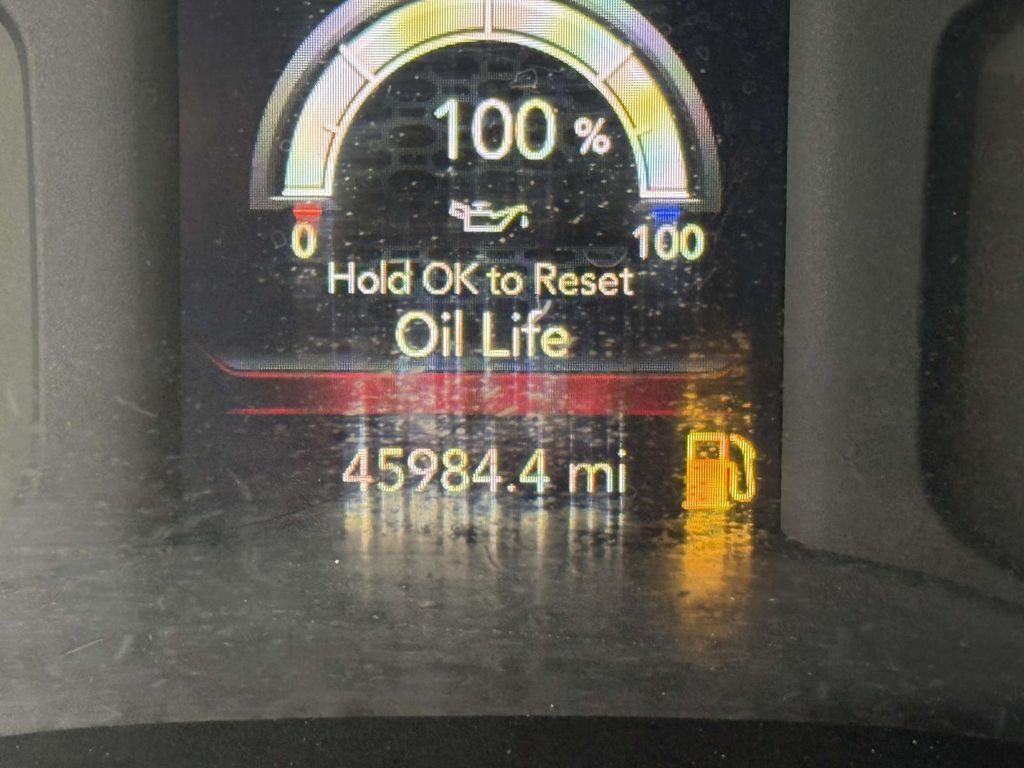 100 %
0 100
Hold OK to Reset
Oil Life
45984.4 mi